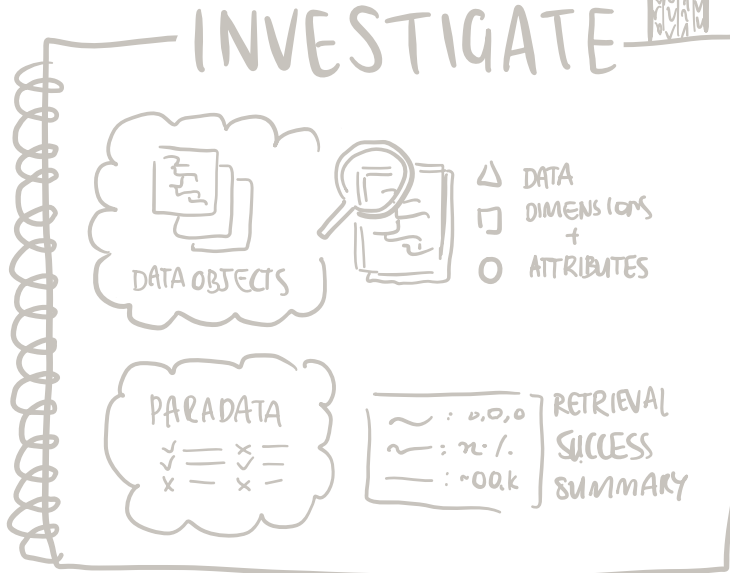 INVESTIGATE
DATA OBJECTS
DATA
DIMENSIONS
+
ATTRIBUTES
PARADATA
RETRIEVAL
SUCCESS
SUMMARY